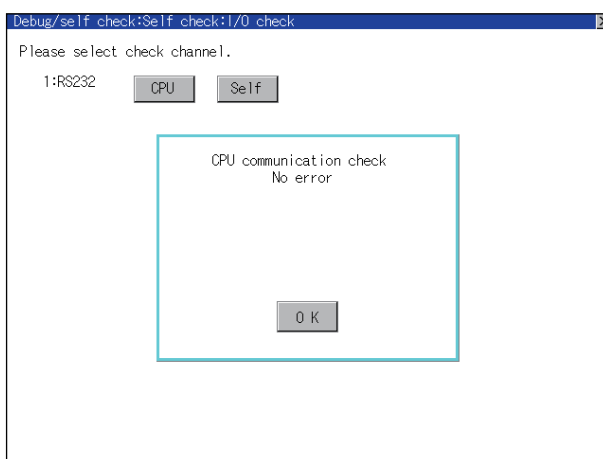 Debug/self check:Self check:I/O check
Please select check channel.
1:RS232 CPU Self
CPU communication check
No error
O K